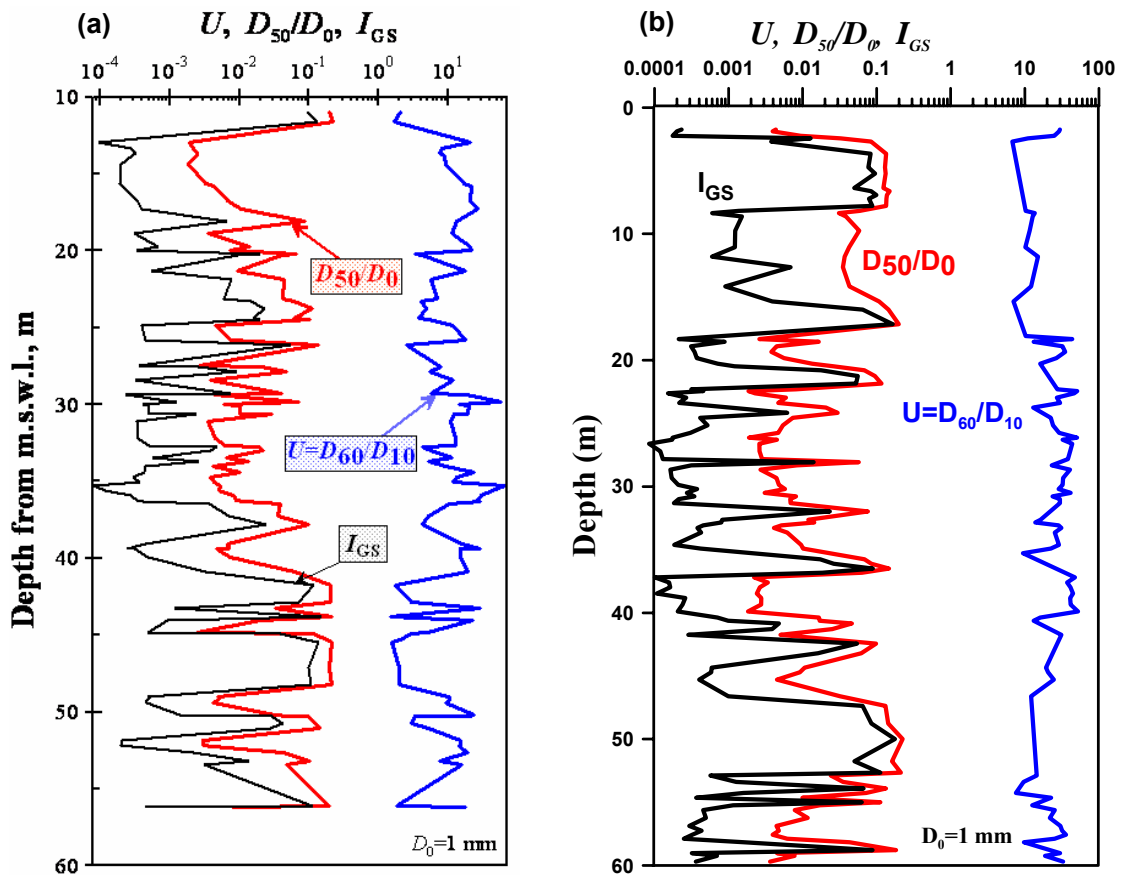 (a)
U, D50/D0, IGS
10-4 10-3 10-2 10-1 100 101
10
20
30
40
50
60
Depth from m.s.w.l., m
D50/D0
U=D60/D10
IGS
D0=1 mm
(b)
U, D50/D0, IGS
0.0001 0.001 0.01 0.1 1 10 100
0
10
20
30
40
50
60
Depth (m)
IGS
D50/D0
U=D60/D10
D0=1 mm